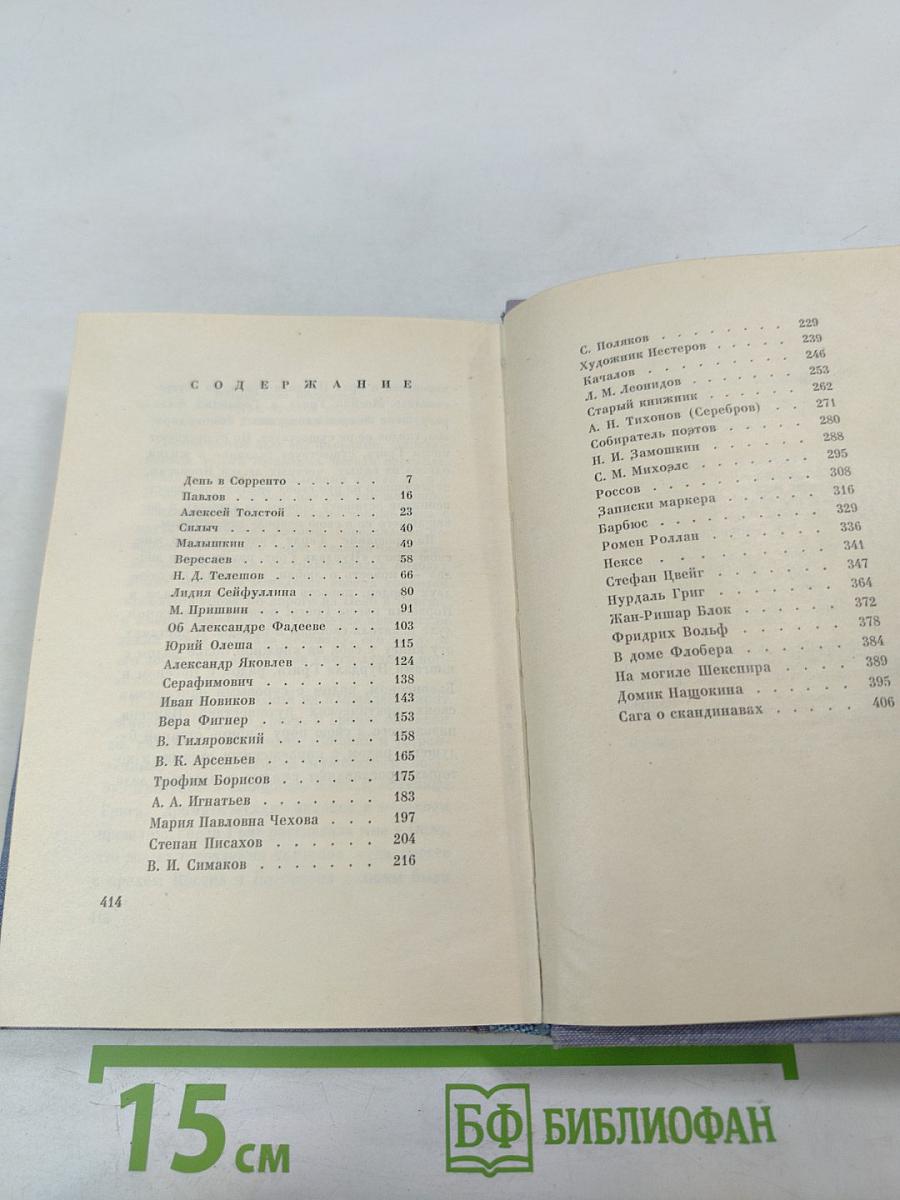 СОДЕРЖАНИЕ
День в Сорренто . . . . . . 7
Павлов . . . . . . . . . . 16
Алексей Толстой . . . . . . 23
Силыч . . . . . . . . . . 40
Малышкин . . . . . . . . 49
Вересаев . . . . . . . . . 58
Н. Д. Телешов . . . . . . . 66
Лидия Сейфуллина . . . . . 80
М. Пришвин . . . . . . . . 91
Об Александре Фадееве . . . 103
Юрий Олеша . . . . . . . 115
Александр Яковлев . . . . . 124
Серафимович . . . . . . . 138
Иван Новиков . . . . . . . 143
Вера Фигнер . . . . . . . 153
В. Гиляровский . . . . . . 158
В. К. Арсеньев . . . . . . 165
Трофим Борисов . . . . . . 175
А. А. Игнатьев . . . . . . . 183
Мария Павловна Чехова . . . 197
Степан Писахов . . . . . . 204
В. И. Симаков . . . . . . . 216
414
С. Поляков . . . . . . . . 229
Художник Нестеров . . . . . 239
Качалов . . . . . . . . . 246
Л. М. Леонидов . . . . . . 253
Старый книжник . . . . . . 262
А. Н. Тихонов (Серебров) . . 271
Собиратель поэтов . . . . . 280
Н. И. Замошкин . . . . . . 288
С. М. Михоэлс . . . . . . . 295
Россов . . . . . . . . . . 308
Записки маркера . . . . . . 316
Барбюс . . . . . . . . . . 329
Ромен Роллан . . . . . . . 336
Нексе . . . . . . . . . . 341
Стефан Цвейг . . . . . . . 347
Нурдаль Григ . . . . . . . 364
Жан-Ришар Блок . . . . . . 372
Фридрих Вольф . . . . . . 378
В доме Флобера . . . . . . 384
На могиле Шекспира . . . . . 389
Домик Нащокина . . . . . . 395
Сага о скандинавах . . . . . 406
15 см
БФ БИБЛИОФАН